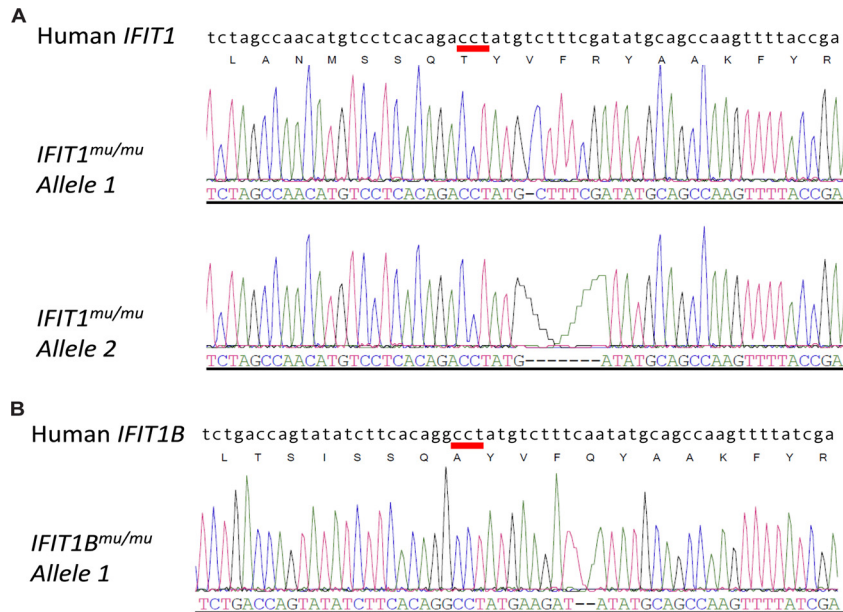 A
Human IFIT1
tctagccaacatgtcctcacagacctatgtctttcgatatgcagccaagttttaccga
L A N M S S Q T Y V F R Y A A K F Y R
IFIT1mu/mu
Allele 1
TCTAGCCAACATGTCCTCACAGACCTATG-CTTTCGATATGCAGCCAAGTTTTACCGA
IFIT1mu/mu
Allele 2
TCTAGCCAACATGTCCTCACAGACCTATG-------ATATGCAGCCAAGTTTTACCGA
B
Human IFIT1B
tctgaccagtatatcttcacaggcctatgtctttcaatatgcagccaagttttatcga
L T S I S S Q A Y V F Q Y A A K F Y R
IFIT1Bmu/mu
Allele 1
TCTGACCAGTATATCTTCACAGGCCTATGAAGAT--ATATGCAGCCAAGTTTTATCGA